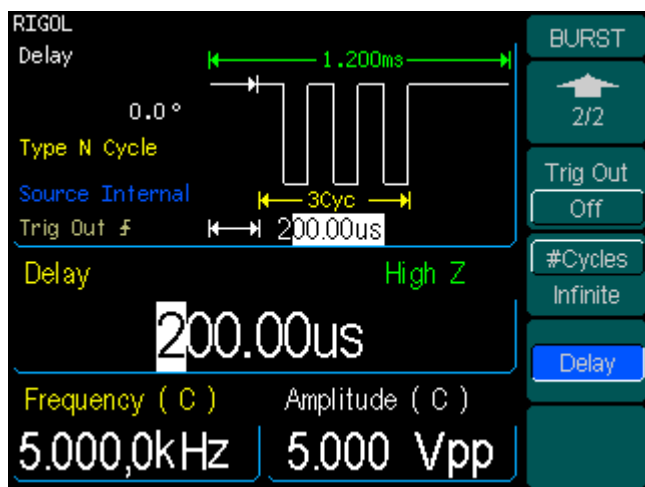 RIGOL
Delay
1.200ms
0.0°
Type N Cycle
Source Internal
3Cyc
Trig Out
200.00us
Delay
High Z
200.00us
Frequency ( C )
Amplitude ( C )
5.000,0kHz
5.000 Vpp
BURST
2/2
Trig Out
Off
#Cycles
Infinite
Delay